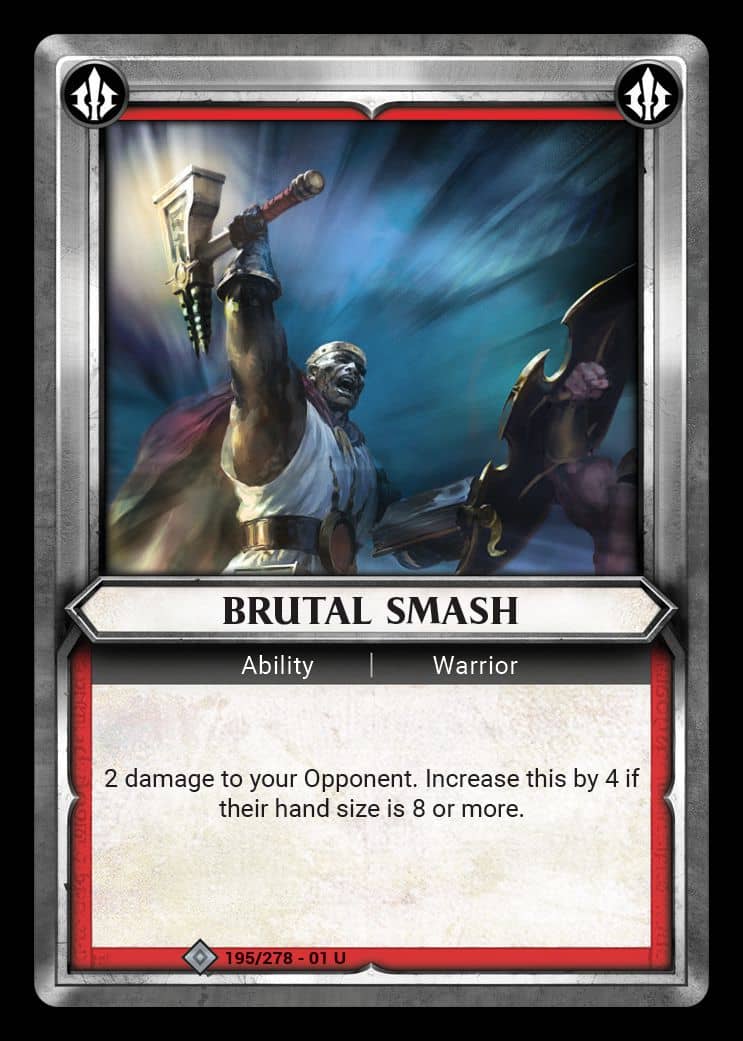 BRUTAL SMASH
Ability | Warrior
2 damage to your Opponent. Increase this by 4 if
their hand size is 8 or more.
195/278 - 01 U